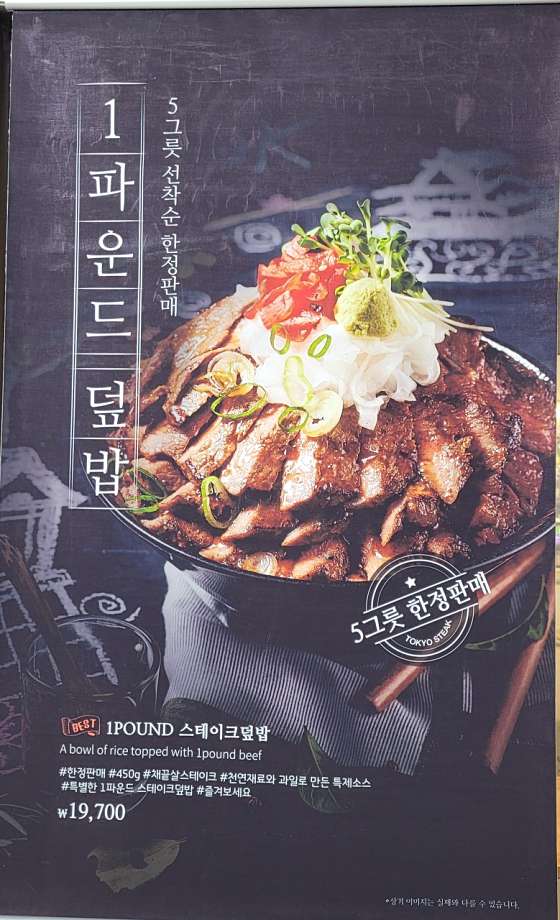 1파운드 덮밥
5그릇 선착순 한정판매
5그릇 한정판매
TOKYO STEAK
BEST 1POUND 스테이크덮밥
A bowl of rice topped with 1pound beef
#한정판매 #450g #채끝살스테이크 #천연재료와 과일로 만든 특제소스
#특별한 1파운드 스테이크덮밥 #즐겨보세요
₩19,700
*상기 이미지는 실제와 다를 수 있습니다.